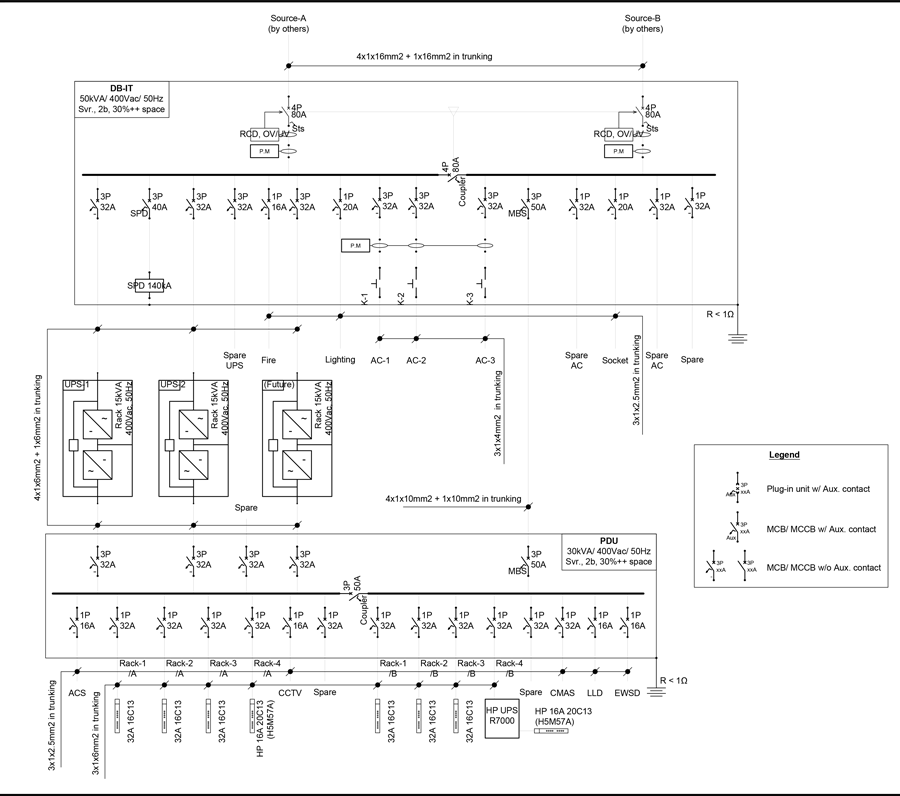 Source-A
(by others)
Source-B
(by others)
4x1x16mm2 + 1x16mm2 in trunking
DB-IT
50kVA/ 400Vac/ 50Hz
Svr., 2b, 30%++ space
4P
80A
Sts
RCD, OV/µV
P.M
4P
80A
Sts
RCD, OV/µV
P.M
4P
80A
Coupler
3P
32A
3P
40A
SPD
3P
32A
3P
32A
1P
16A
3P
32A
1P
20A
3P
32A
3P
32A
3P
32A
3P
50A
MBS
1P
32A
1P
20A
1P
32A
1P
32A
P.M
SPD 140kA
K-1
K-2
K-3
R < 1Ω
Spare
UPS
Fire
Lighting
AC-1
AC-2
AC-3
Spare
AC
Socket
Spare
AC
Spare
4x1x6mm2 + 1x6mm2 in trunking
3x1x4mm2 in trunking
3x1x2.5mm2 in trunking
UPS-1
Rack 15kVA
400Vac, 50Hz
UPS-2
Rack 15kVA
400Vac, 50Hz
(Future)
Rack 15kVA
400Vac, 50Hz
Legend
3P
xxA
Aux
Plug-in unit w/ Aux. contact
3P
xxA
Aux
MCB/ MCCB w/ Aux. contact
3P
xxA
3P
xxA
MCB/ MCCB w/o Aux. contact
Spare
4x1x10mm2 + 1x10mm2 in trunking
PDU
30kVA/ 400Vac/ 50Hz
Svr., 2b, 30%++ space
3P
32A
3P
32A
3P
32A
3P
32A
3P
50A
MBS
3P
50A
Coupler
1P
16A
1P
32A
1P
32A
1P
32A
1P
32A
1P
16A
1P
32A
1P
32A
1P
32A
1P
32A
1P
32A
1P
32A
1P
32A
1P
16A
1P
16A
Rack-1
/A
Rack-2
/A
Rack-3
/A
Rack-4
/A
Rack-1
/B
Rack-2
/B
Rack-3
/B
Rack-4
/B
R < 1Ω
ACS
CCTV
Spare
Spare
CMAS
LLD
EWSD
3x1x2.5mm2 in trunking
3x1x6mm2 in trunking
32A 16C13
32A 16C13
32A 16C13
HP 16A 20C13
(H5M57A)
32A 16C13
32A 16C13
32A 16C13
HP UPS
R7000
HP 16A 20C13
(H5M57A)